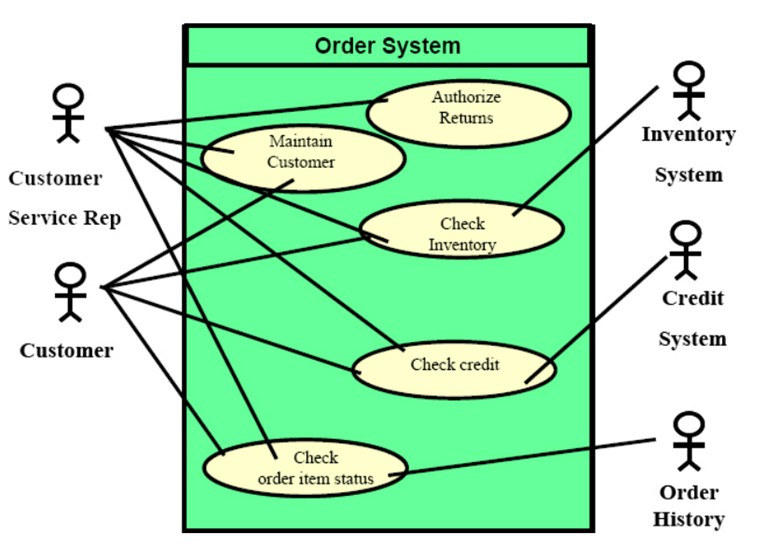 Order System
Authorize
Returns
Maintain
Customer
Check
Inventory
Check credit
Check
order item status
Customer
Service Rep
Customer
Inventory
System
Credit
System
Order
History